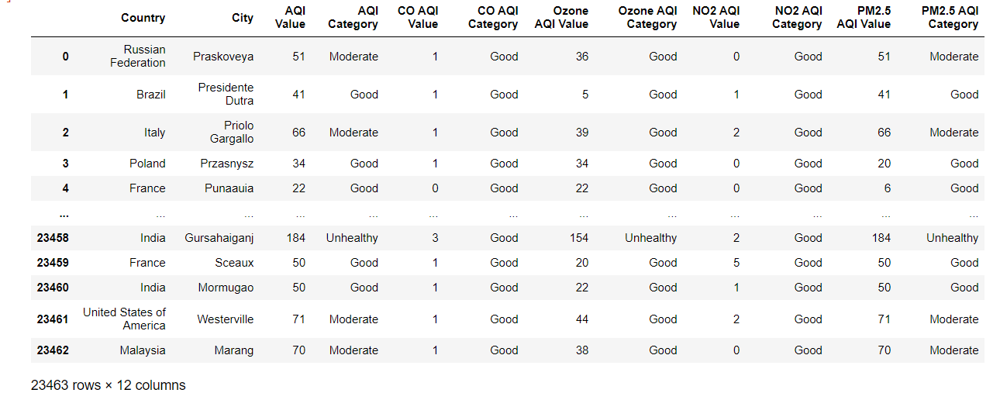 Country City AQI Value AQI Category CO AQI Value CO AQI Category Ozone AQI Value Ozone AQI Category NO2 AQI Value NO2 AQI Category PM2.5 AQI Value PM2.5 AQI Category
0 Russian Federation Praskoveya 51 Moderate 1 Good 36 Good 0 Good 51 Moderate
1 Brazil Presidente Dutra 41 Good 1 Good 5 Good 1 Good 41 Good
2 Italy Priolo Gargallo 66 Moderate 1 Good 39 Good 2 Good 66 Moderate
3 Poland Przasnysz 34 Good 1 Good 34 Good 0 Good 20 Good
4 France Punaauia 22 Good 0 Good 22 Good 0 Good 6 Good
... ... ... ... ... ... ... ... ... ... ... ... ...
23458 India Gursahaiganj 184 Unhealthy 3 Good 154 Unhealthy 2 Good 184 Unhealthy
23459 France Sceaux 50 Good 1 Good 20 Good 5 Good 50 Good
23460 India Mormugao 50 Good 1 Good 22 Good 1 Good 50 Good
23461 United States of America Westerville 71 Moderate 1 Good 44 Good 2 Good 71 Moderate
23462 Malaysia Marang 70 Moderate 1 Good 38 Good 0 Good 70 Moderate
23463 rows × 12 columns